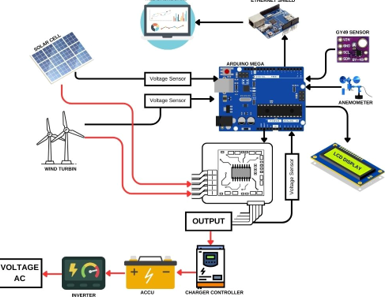 ETHERNET SHIELD
SOLAR CELL
GY49 SENSOR
ARDUINO MEGA
Voltage Sensor
Voltage Sensor
ANEMOMETER
WIND TURBIN
LCD DISPLAY
Voltage Sensor
OUTPUT
VOLTAGE
AC
INVERTER
ACCU
CHARGER CONTROLLER